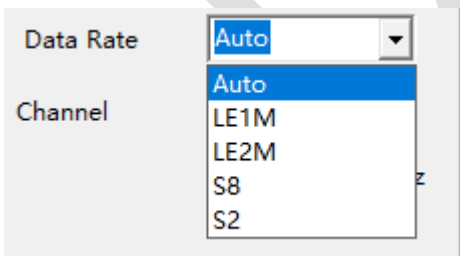 Data Rate Auto
Auto
Channel
LE1M
LE2M
S8
z
S2